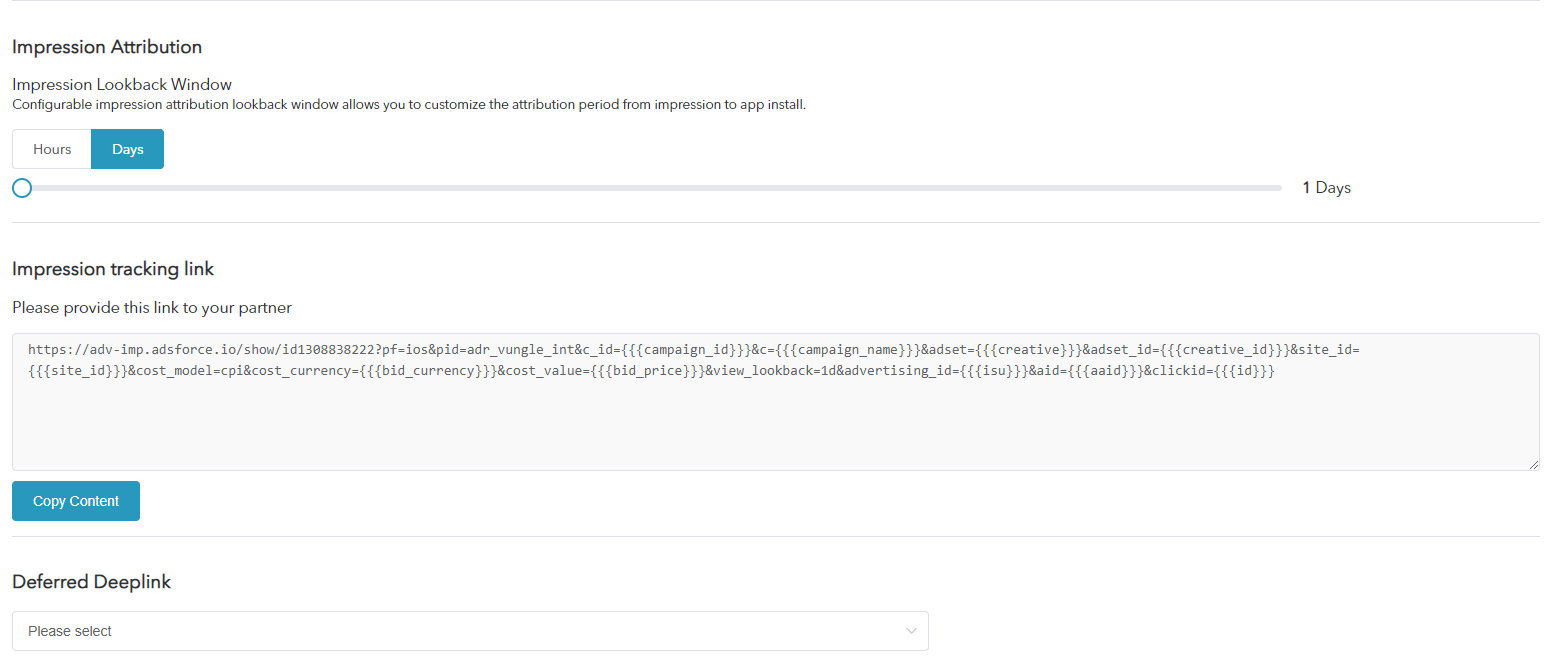 Impression Attribution
Impression Lookback Window
Configurable impression attribution lookback window allows you to customize the attribution period from impression to app install.
Hours Days
1 Days
Impression tracking link
Please provide this link to your partner
https://adv-imp.adsforce.io/show/id1308838222?pf=ios&pid=adr_vungle_int&c_id={{{campaign_id}}}&c={{{campaign_name}}}&adset={{{creative}}}&adset_id={{{creative_id}}}&site_id=
{{{site_id}}}&cost_model=cpi&cost_currency={{{bid_currency}}}&cost_value={{{bid_price}}}&view_lookback=1d&advertising_id={{{isu}}}&aid={{{aaid}}}&clickid={{{id}}}
Copy Content
Deferred Deeplink
Please select